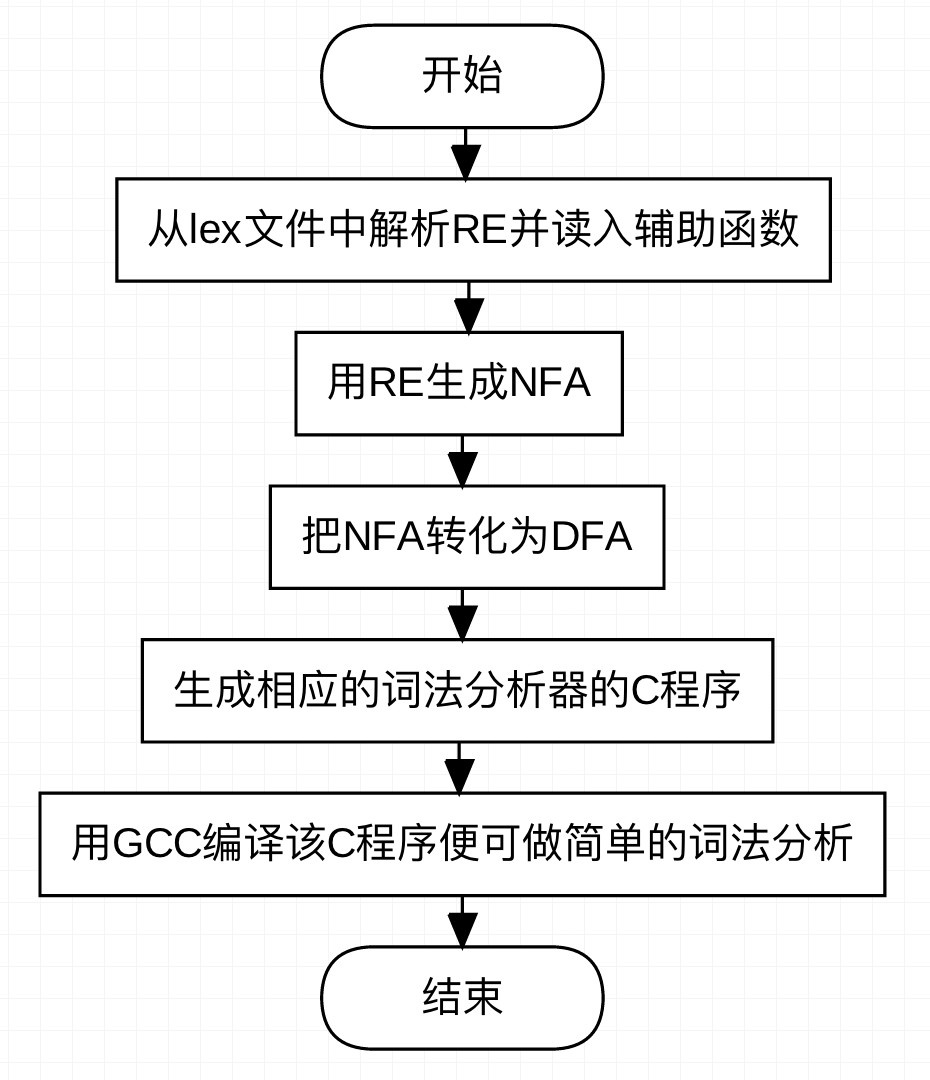 开始
从lex文件中解析RE并读入辅助函数
用RE生成NFA
把NFA转化为DFA
生成相应的词法分析器的C程序
用GCC编译该C程序便可做简单的词法分析
结束